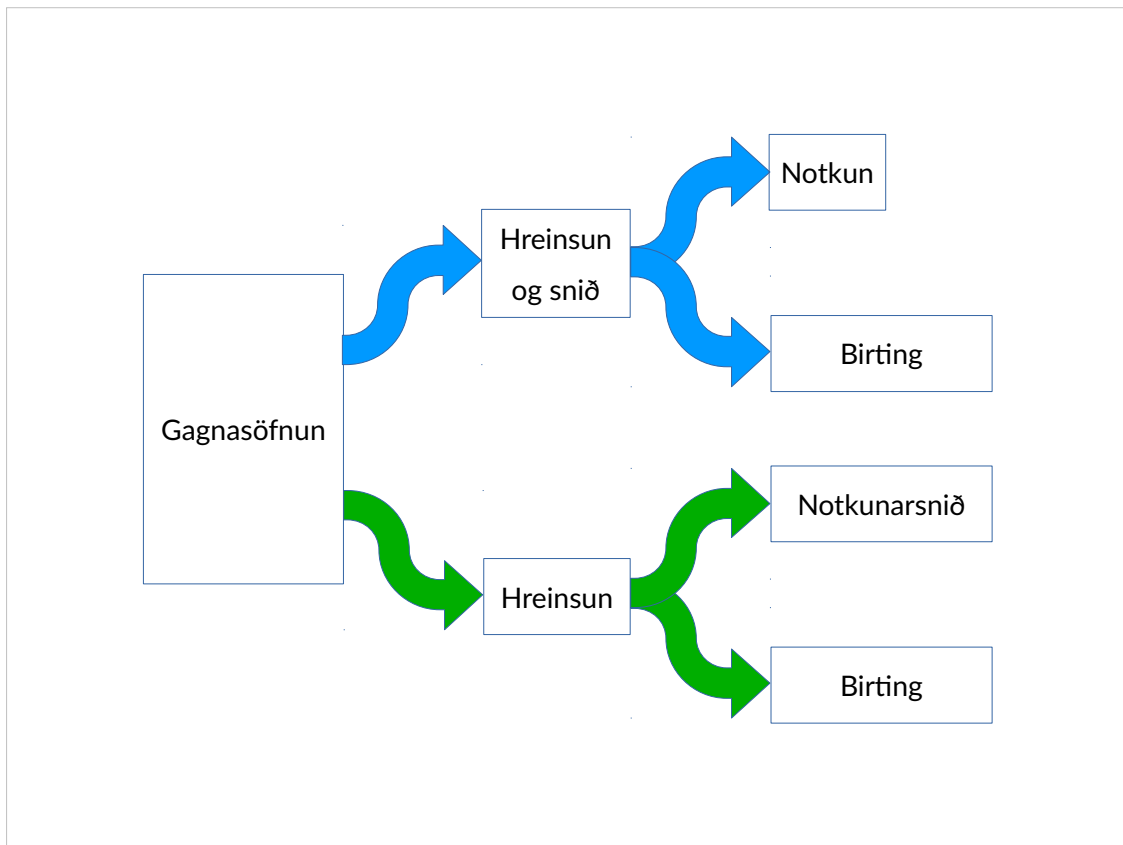 Notkun
Hreinsun
og snið
Birting
Gagnasöfnun
Notkunarsnið
Hreinsun
Birting